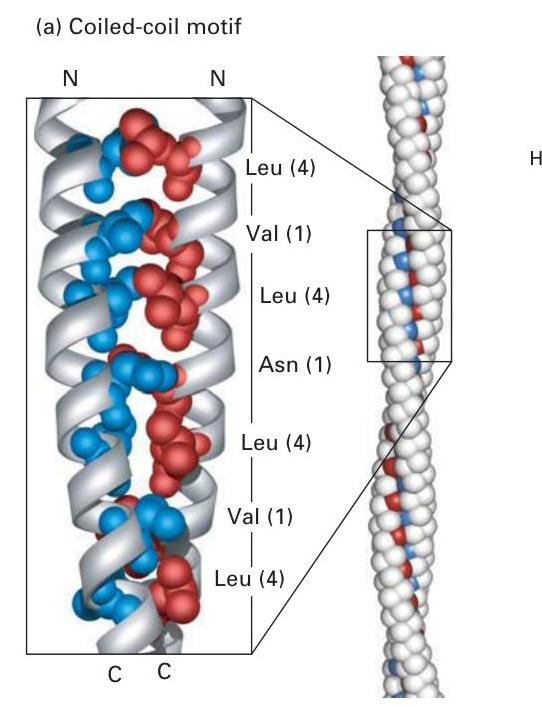 (a) Coiled-coil motif
N N
H
Leu (4)
Val (1)
Leu (4)
Asn (1)
Leu (4)
Val (1)
Leu (4)
C C